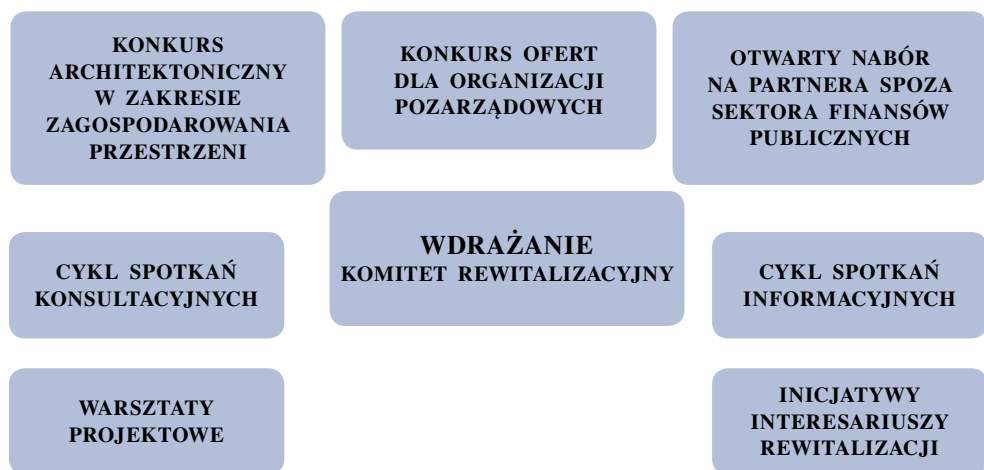 KONKURS
ARCHITEKTONICZNY
W ZAKRESIE
ZAGOSPODAROWANIA
PRZESTRZENI
KONKURS OFERT
DLA ORGANIZACJI
POZARZĄDOWYCH
OTWARTY NABÓR
NA PARTNERA SPOZA
SEKTORA FINANSÓW
PUBLICZNYCH
WDRAŻANIE
KOMITET REWITALIZACYJNY
CYKL SPOTKAŃ
KONSULTACYJNYCH
CYKL SPOTKAŃ
INFORMACYJNYCH
WARSZTATY
PROJEKTOWE
INICJATYWY
INTERESARIUSZY
REWITALIZACJI